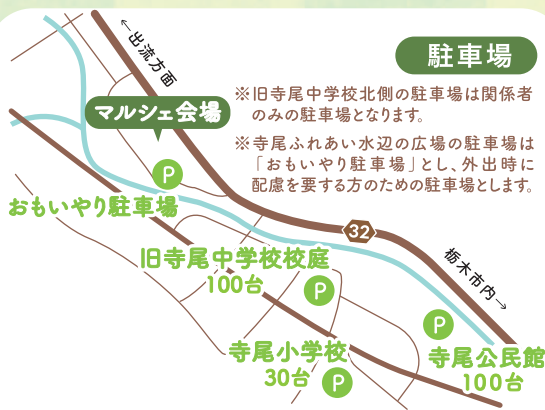 ←出流方面
駐車場
マルシェ会場
※旧寺尾中学校北側の駐車場は関係者
のみの駐車場となります。
※寺尾ふれあい水辺の広場の駐車場は
「おもいやり駐車場」とし、外出時に
配慮を要する方のための駐車場とします。
P
おもいやり駐車場
32
旧寺尾中学校校庭
100台
P
栃木市内→
P
寺尾小学校
30台
P
寺尾公民館
100台